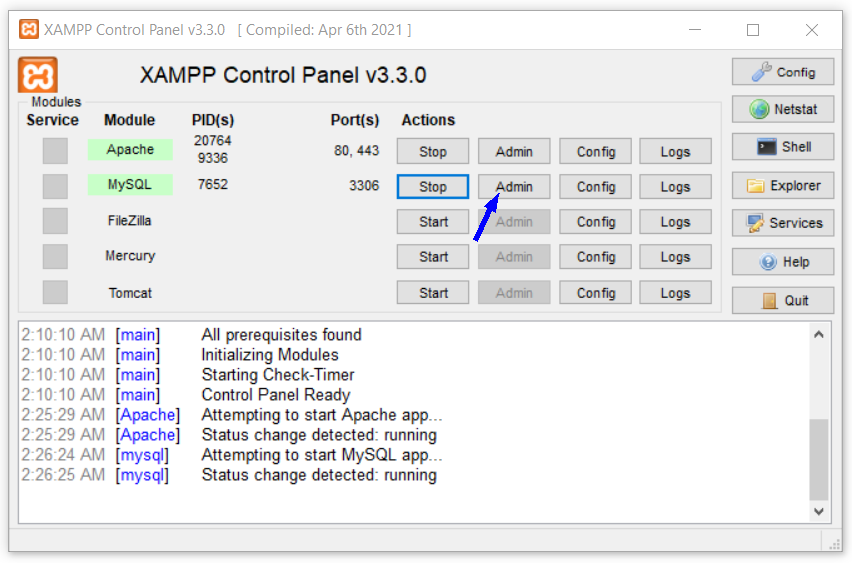 XAMPP Control Panel v3.3.0 [ Compiled: Apr 6th 2021 ]
XAMPP Control Panel v3.3.0
Config
Modules
Service Module PID(s) Port(s) Actions
Netstat
Apache 20764 9336 80, 443 Stop Admin Config Logs
Shell
MySQL 7652 3306 Stop Admin Config Logs
Explorer
FileZilla Start Admin Config Logs
Services
Mercury Start Admin Config Logs
Help
Tomcat Start Admin Config Logs
Quit
2:10:10 AM [main] All prerequisites found
2:10:10 AM [main] Initializing Modules
2:10:10 AM [main] Starting Check-Timer
2:10:10 AM [main] Control Panel Ready
2:25:29 AM [Apache] Attempting to start Apache app...
2:25:29 AM [Apache] Status change detected: running
2:26:24 AM [mysql] Attempting to start MySQL app...
2:26:25 AM [mysql] Status change detected: running